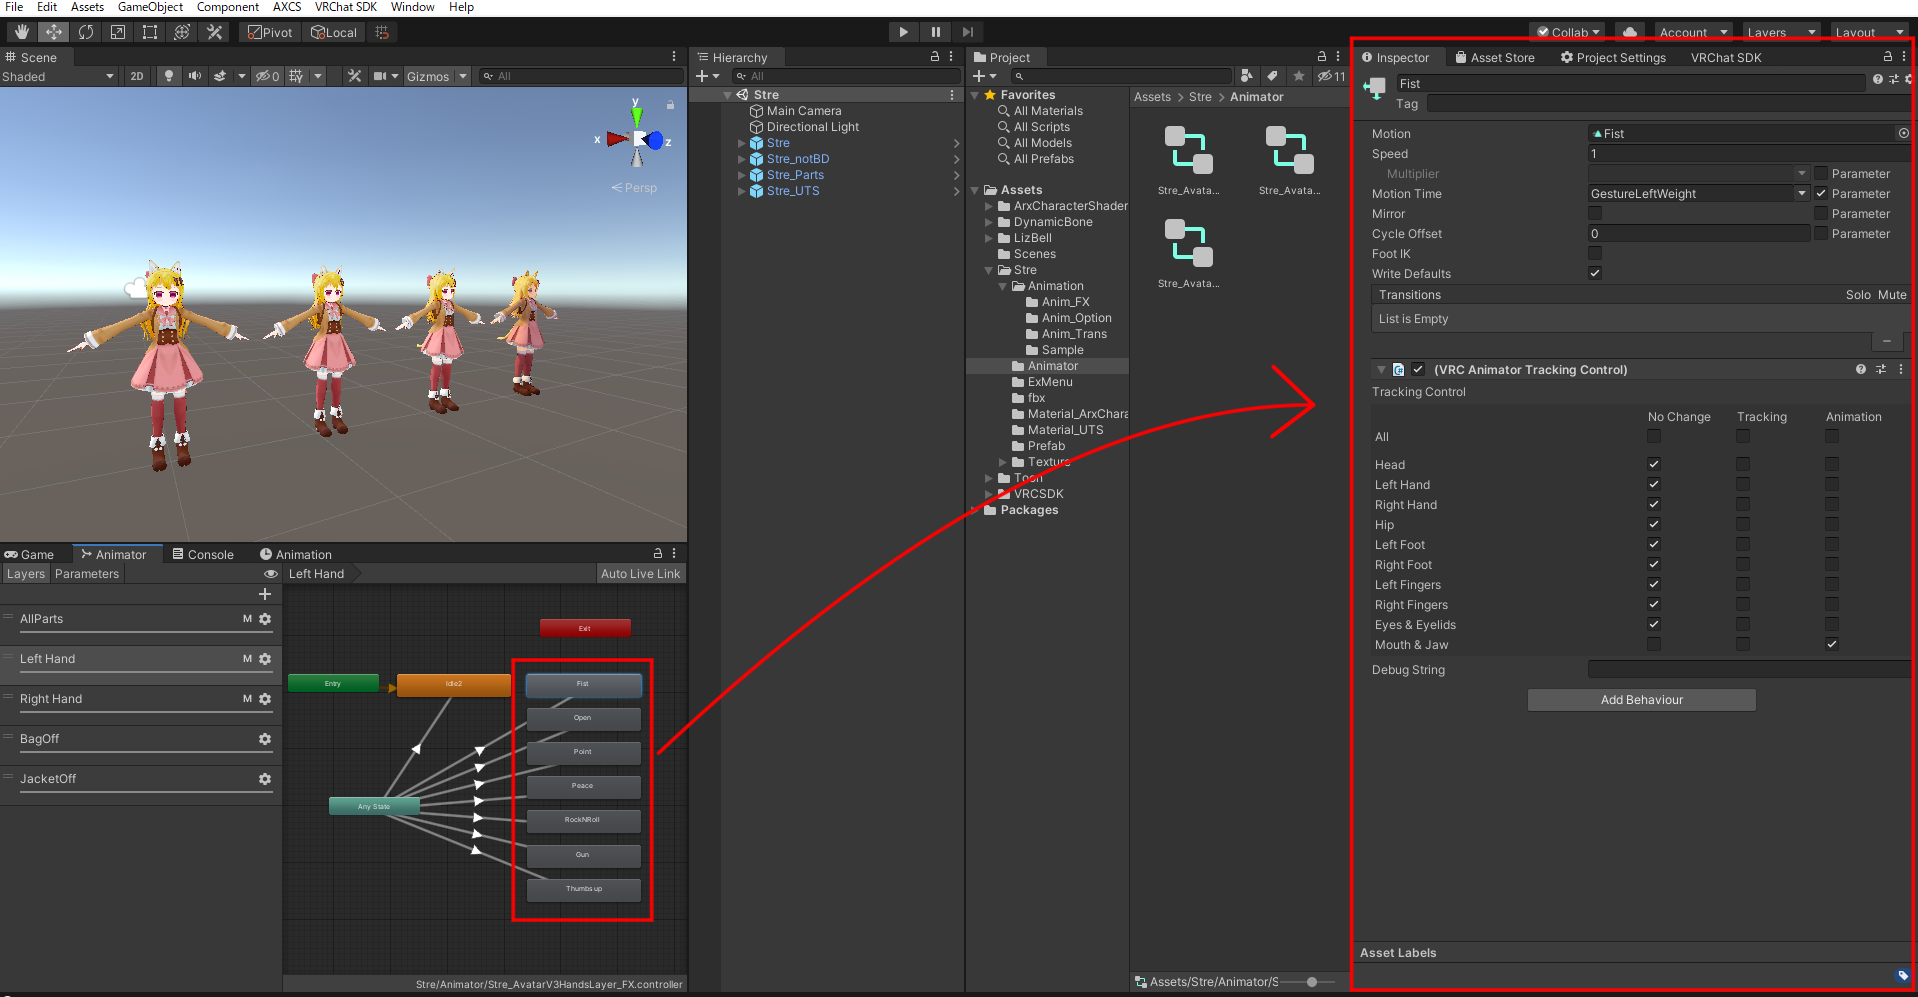 File Edit Assets GameObject Component AXCS VRChat SDK Window Help
Pivot Local
Collab Account Layers Layout
Scene
Shaded 2D 0 Gizmos All
y
x z
Persp
Hierarchy
All
Stre
Main Camera
Directional Light
Stre
Stre_notBD
Stre_Parts
Stre_UTS
Project
11
Favorites
All Materials
All Scripts
All Models
All Prefabs
Assets
ArxCharacterShader
DynamicBone
LizBell
Scenes
Stre
Animation
Anim_FX
Anim_Option
Anim_Trans
Sample
Animator
ExMenu
fbx
Material_ArxChara
Material_UTS
Prefab
Texture
Toon
VRCSDK
Packages
Assets > Stre > Animator
Stre_Avata... Stre_Avata...
Stre_Avata...
Assets/Stre/Animator/S
Game Animator Console Animation
Layers Parameters Left Hand Auto Live Link
AllParts M
Left Hand M
Right Hand M
BagOff
JacketOff
Exit
Entry
Idle2
Fist
Open
Point
Peace
RockNRoll
Gun
Thumbs up
Any State
Stre/Animator/Stre_AvatarV3HandsLayer_FX.controller
Inspector Asset Store Project Settings VRChat SDK
Fist
Tag
Motion Fist
Speed 1
Multiplier Parameter
Motion Time GestureLeftWeight Parameter
Mirror Parameter
Cycle Offset 0 Parameter
Foot IK
Write Defaults
Transitions Solo Mute
List is Empty
(VRC Animator Tracking Control)
Tracking Control
No Change Tracking Animation
All
Head
Left Hand
Right Hand
Hip
Left Foot
Right Foot
Left Fingers
Right Fingers
Eyes & Eyelids
Mouth & Jaw
Debug String
Add Behaviour
Asset Labels